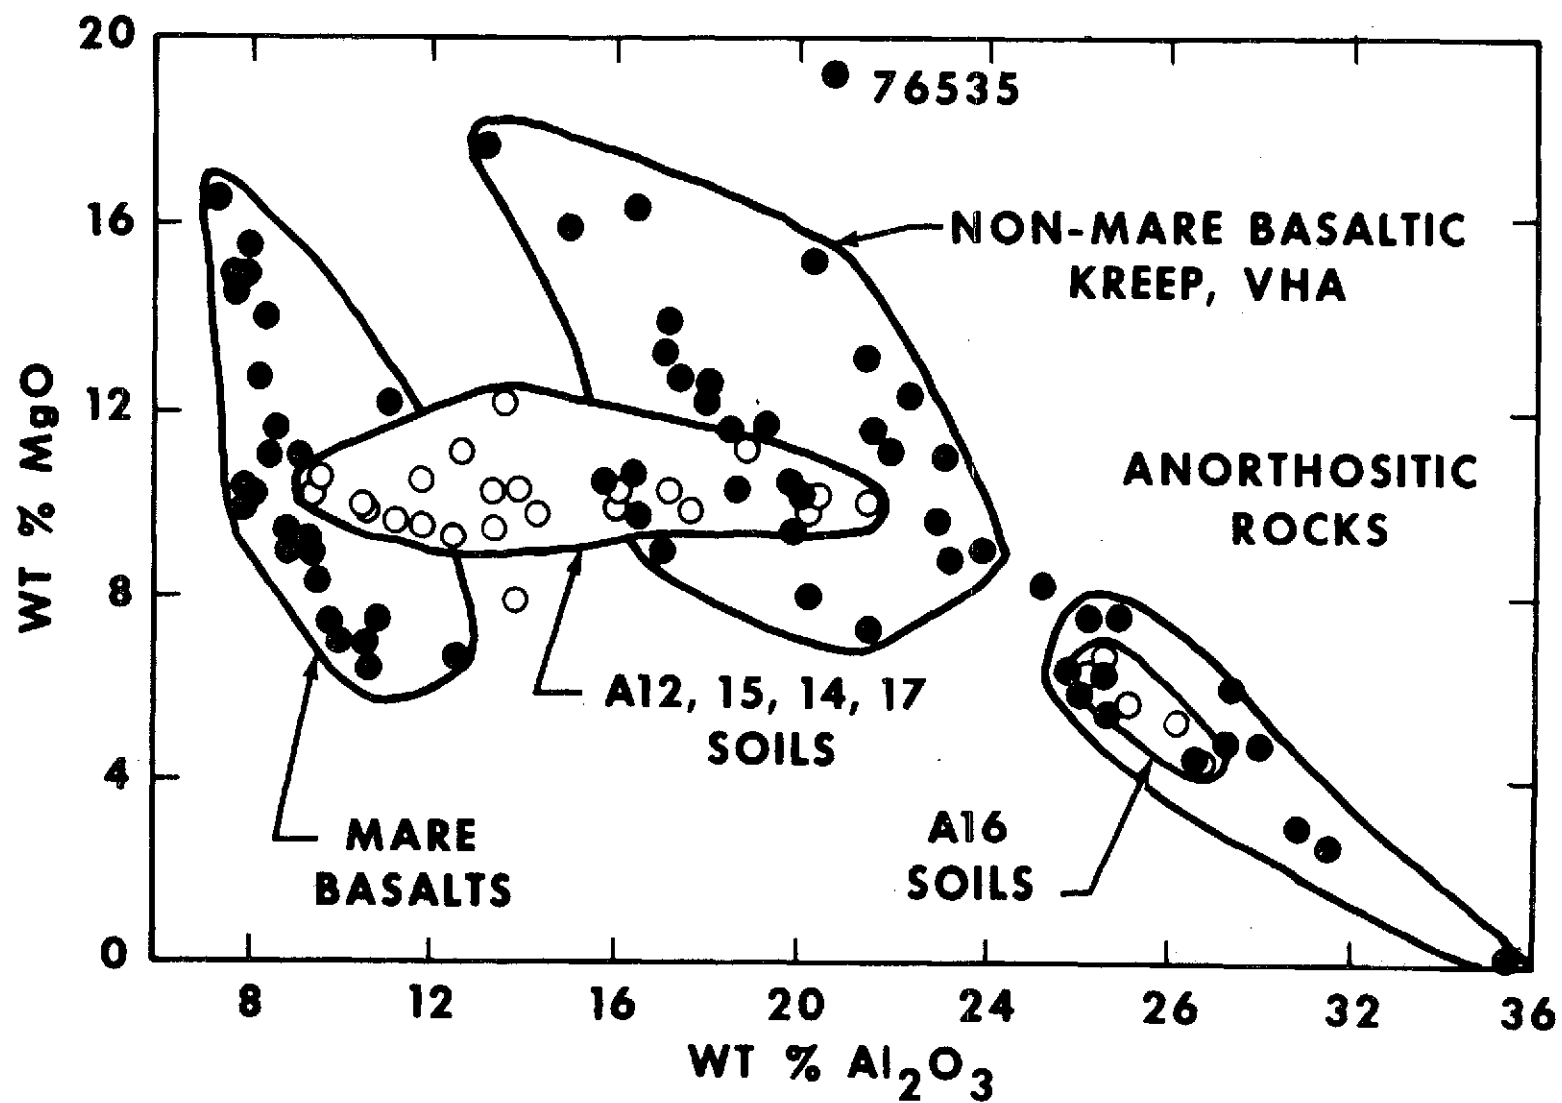 20
76535
16
NON-MARE BASALTIC
KREEP, VHA
12
ANORTHOSITIC
ROCKS
WT % MgO
8
A12, 15, 14, 17
SOILS
4
MARE
BASALTS
A16
SOILS
0
8 12 16 20 24 26 32 36
WT % Al₂O₃